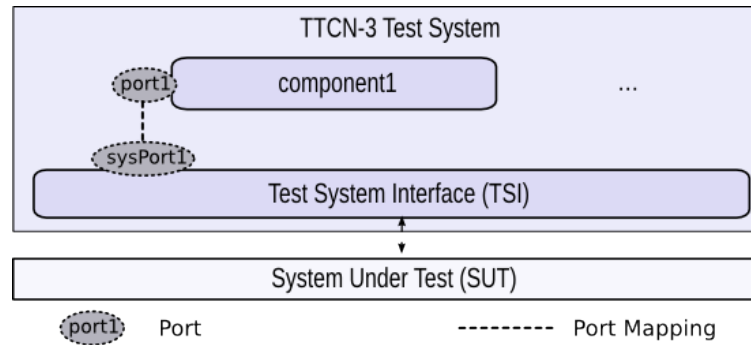 TTCN-3 Test System
port1
component1
...
sysPort1
Test System Interface (TSI)
System Under Test (SUT)
port1 Port Port Mapping